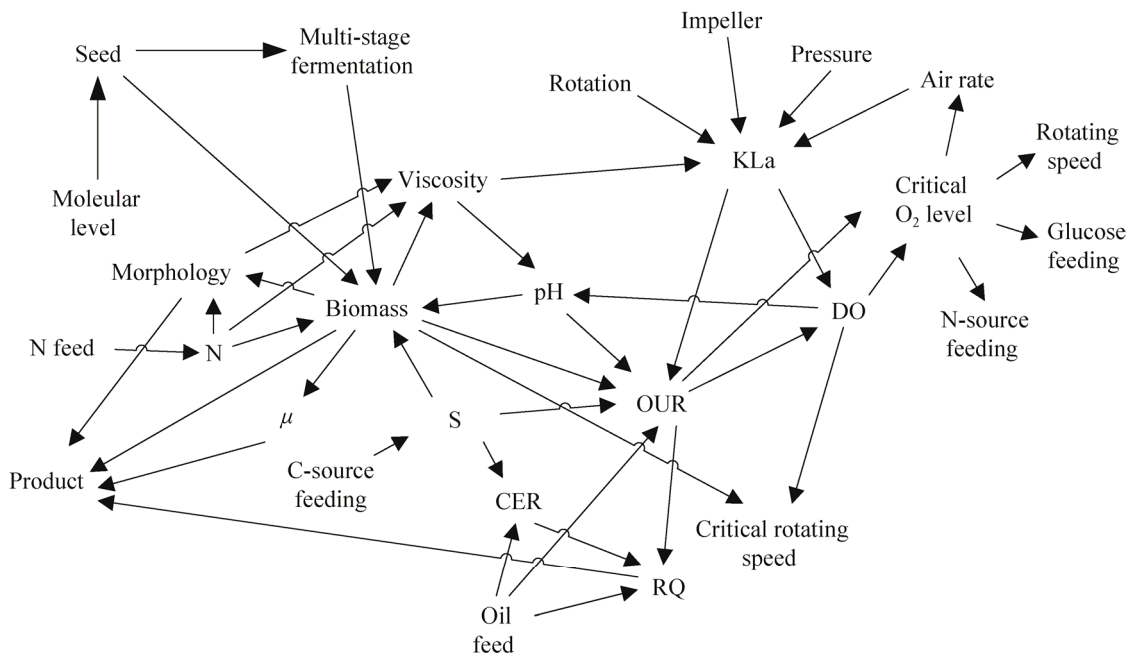 Impeller
Seed
Multi-stage
fermentation
Pressure
Rotation
Air rate
Rotating
speed
KLa
Moleular
level
Viscosity
Critical
O₂ level
Glucose
feeding
Morphology
pH
Biomass
DO
N-source
feeding
N feed
N
μ
S
OUR
Product
C-source
feeding
CER
Critical rotating
speed
RQ
Oil
feed